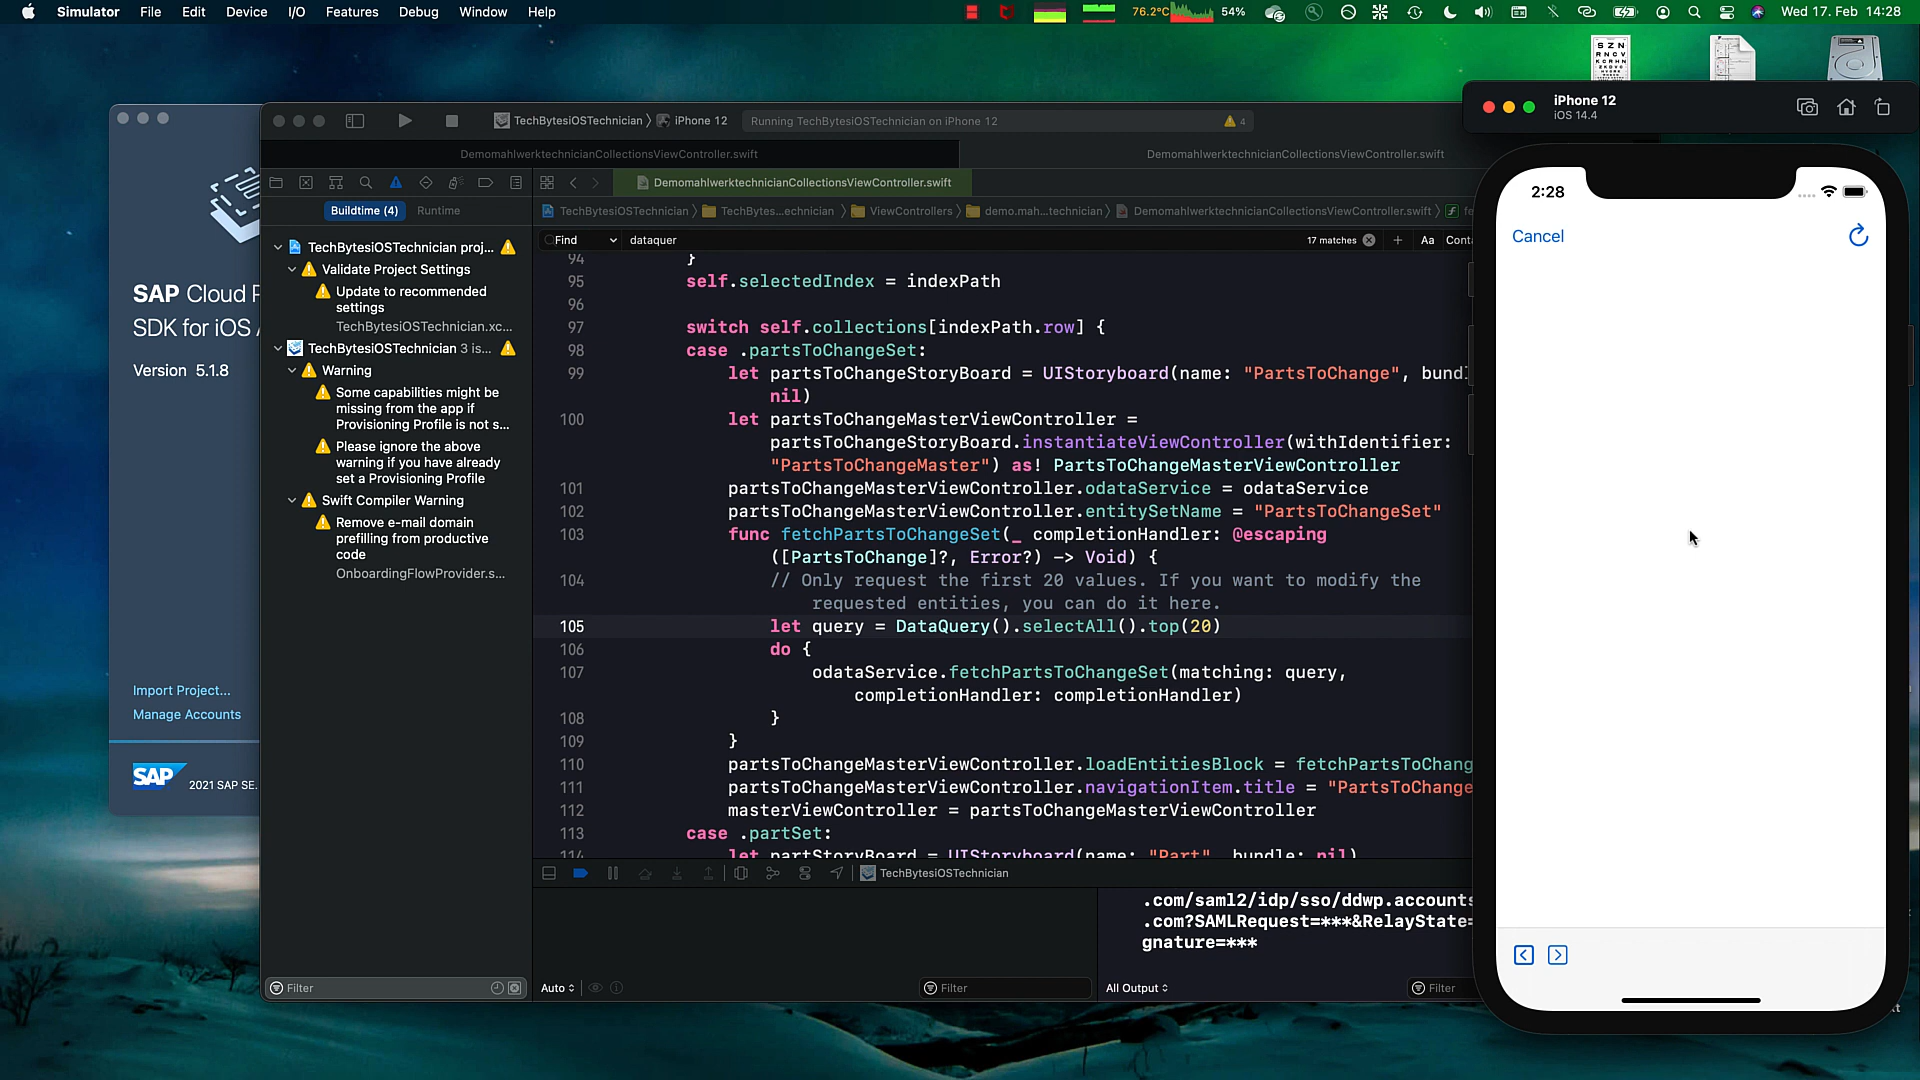 Simulator File Edit Device I/O Features Debug Window Help
76.2°C 54% Wed 17. Feb 14:28
TechBytesiOSTechnician iPhone 12 Running TechBytesiOSTechnician on iPhone 12 4
DemomahlwerktechnicianCollectionsViewController.swift DemomahlwerktechnicianCollectionsViewController.swift
DemomahlwerktechnicianCollectionsViewController.swift
Buildtime (4) Runtime
TechBytesiOSTechnician TechBytes...echnician ViewControllers demo.mah...technician DemomahlwerktechnicianCollectionsViewController.swift
Find dataquer 17 matches Aa Conta
SAP Cloud P
SDK for iOS
Version 5.1.8
Import Project...
Manage Accounts
SAP 2021 SAP SE.
TechBytesiOSTechnician proj...
Validate Project Settings
Update to recommended
settings
TechBytesiOSTechnician.xc...
TechBytesiOSTechnician 3 is...
Warning
Some capabilities might be
missing from the app if
Provisioning Profile is not s...
Please ignore the above
warning if you have already
set a Provisioning Profile
Swift Compiler Warning
Remove e-mail domain
prefilling from productive
code
OnboardingFlowProvider.s...
Filter
94 }
95 self.selectedIndex = indexPath
96
97 switch self.collections[indexPath.row] {
98 case .partsToChangeSet:
99 let partsToChangeStoryBoard = UIStoryboard(name: "PartsToChange", bundl
nil)
100 let partsToChangeMasterViewController =
partsToChangeStoryBoard.instantiateViewController(withIdentifier:
"PartsToChangeMaster") as! PartsToChangeMasterViewController
101 partsToChangeMasterViewController.odataService = odataService
102 partsToChangeMasterViewController.entitySetName = "PartsToChangeSet"
103 func fetchPartsToChangeSet(_ completionHandler: @escaping
([PartsToChange]?, Error?) -> Void) {
104 // Only request the first 20 values. If you want to modify the
requested entities, you can do it here.
105 let query = DataQuery().selectAll().top(20)
106 do {
107 odataService.fetchPartsToChangeSet(matching: query,
completionHandler: completionHandler)
108 }
109 }
110 partsToChangeMasterViewController.loadEntitiesBlock = fetchPartsToChang
111 partsToChangeMasterViewController.navigationItem.title = "PartsToChange
112 masterViewController = partsToChangeMasterViewController
113 case .partSet:
114 let partStoryBoard = UIStoryboard(name: "Part", bundle: nil)
TechBytesiOSTechnician
.com/saml2/idp/sso/ddwp.accounts
.com?SAMLRequest=***&RelayState=
gnature=***
Auto Filter All Output Filter
iPhone 12
iOS 14.4
2:28
Cancel